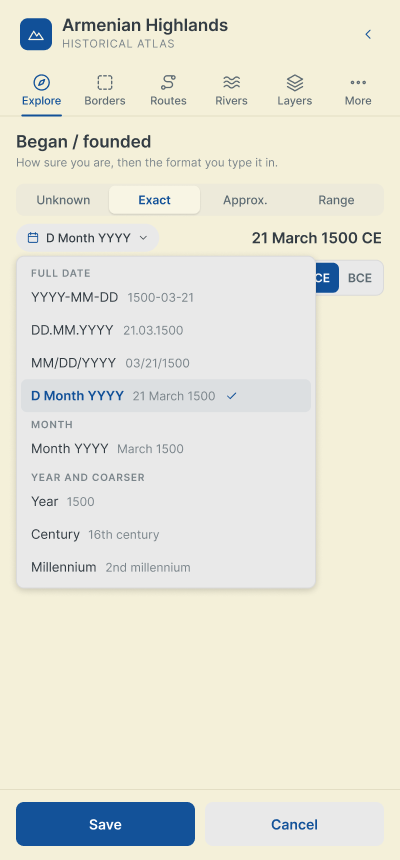 Armenian Highlands
HISTORICAL ATLAS
Explore Borders Routes Rivers Layers More
Began / founded
How sure you are, then the format you type it in.
Unknown Exact Approx. Range
D Month YYYY 21 March 1500 CE
CE BCE
FULL DATE
YYYY-MM-DD 1500-03-21
DD.MM.YYYY 21.03.1500
MM/DD/YYYY 03/21/1500
D Month YYYY 21 March 1500
MONTH
Month YYYY March 1500
YEAR AND COARSER
Year 1500
Century 16th century
Millennium 2nd millennium
Save Cancel